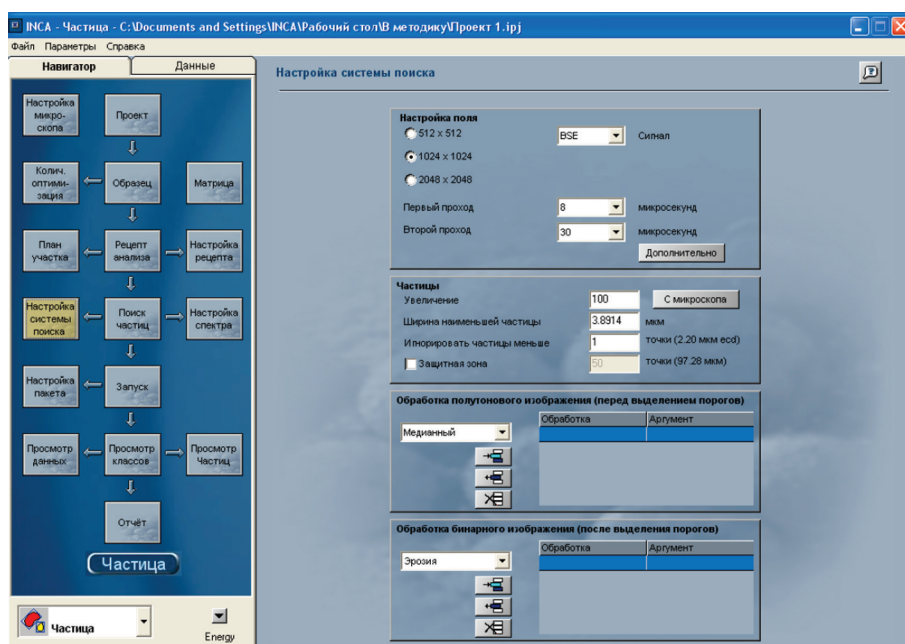 INCA - Частица - C:\Documents and Settings\INCA\Рабочий стол\В методику\Проект 1.ipj
Файл Параметры Справка
Навигатор Данные
Настройка микро-скопа
Проект
Колич. оптими-зация
Образец
Матрица
План участка
Рецепт анализа
Настройка рецепта
Настройка системы поиска
Поиск частиц
Настройка спектра
Настройка пакета
Запуск
Просмотр данных
Просмотр классов
Просмотр Частиц
Отчёт
Частица
Частица
Energy
Настройка системы поиска
Настройка поля
512 x 512
BSE Сигнал
1024 x 1024
2048 x 2048
Первый проход 8 микросекунд
Второй проход 30 микросекунд
Дополнительно
Частицы
Увеличение 100 С микроскопа
Ширина наименьшей частицы 3.8914 мкм
Игнорировать частицы меньше 1 точки (2.20 мкм ecd)
Защитная зона 50 точки (97.28 мкм)
Обработка полутонового изображения (перед выделением порогов)
Обработка Аргумент
Медианный
Обработка бинарного изображения (после выделения порогов)
Обработка Аргумент
Эрозия